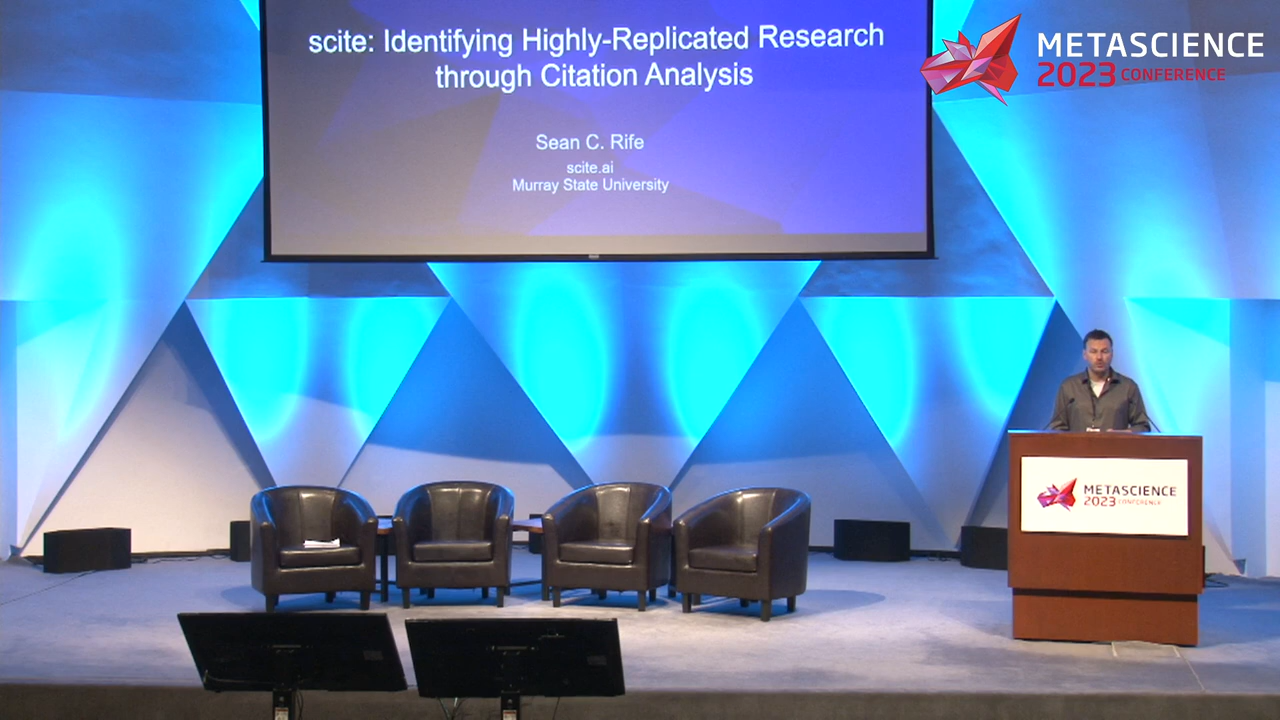 scite: Identifying Highly-Replicated Research
through Citation Analysis
Sean C. Rife
scite.ai
Murray State University
METASCIENCE
2023 CONFERENCE
METASCIENCE
2023 CONFERENCE